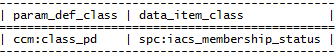 | param_def_class | data_item_class |
| ccm:class_pd | spc:iacs_membership_status |